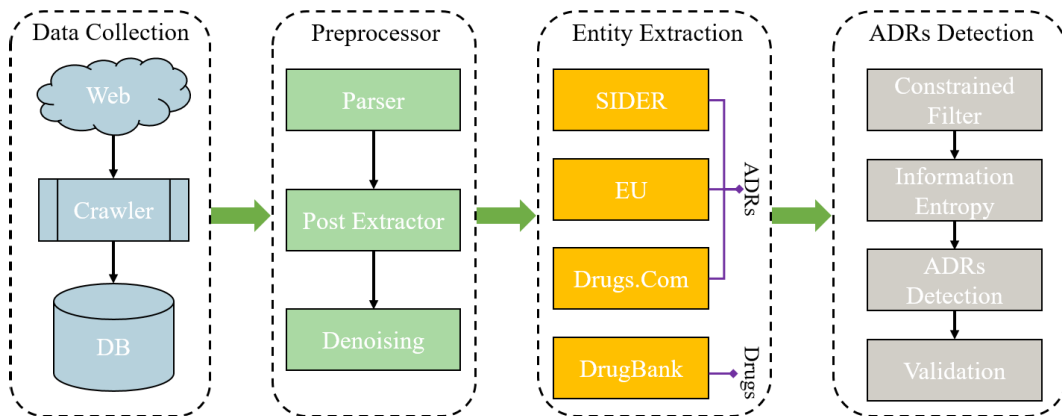 Data Collection
Web
Crawler
DB
Preprocessor
Parser
Post Extractor
Denoising
Entity Extraction
SIDER
EU
Drugs.Com
DrugBank
ADRs
Drugs
ADRs Detection
Constrained
Filter
Information
Entropy
ADRs
Detection
Validation